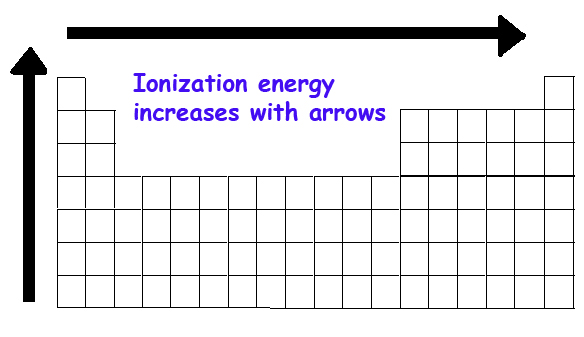 Ionization energy
increases with arrows